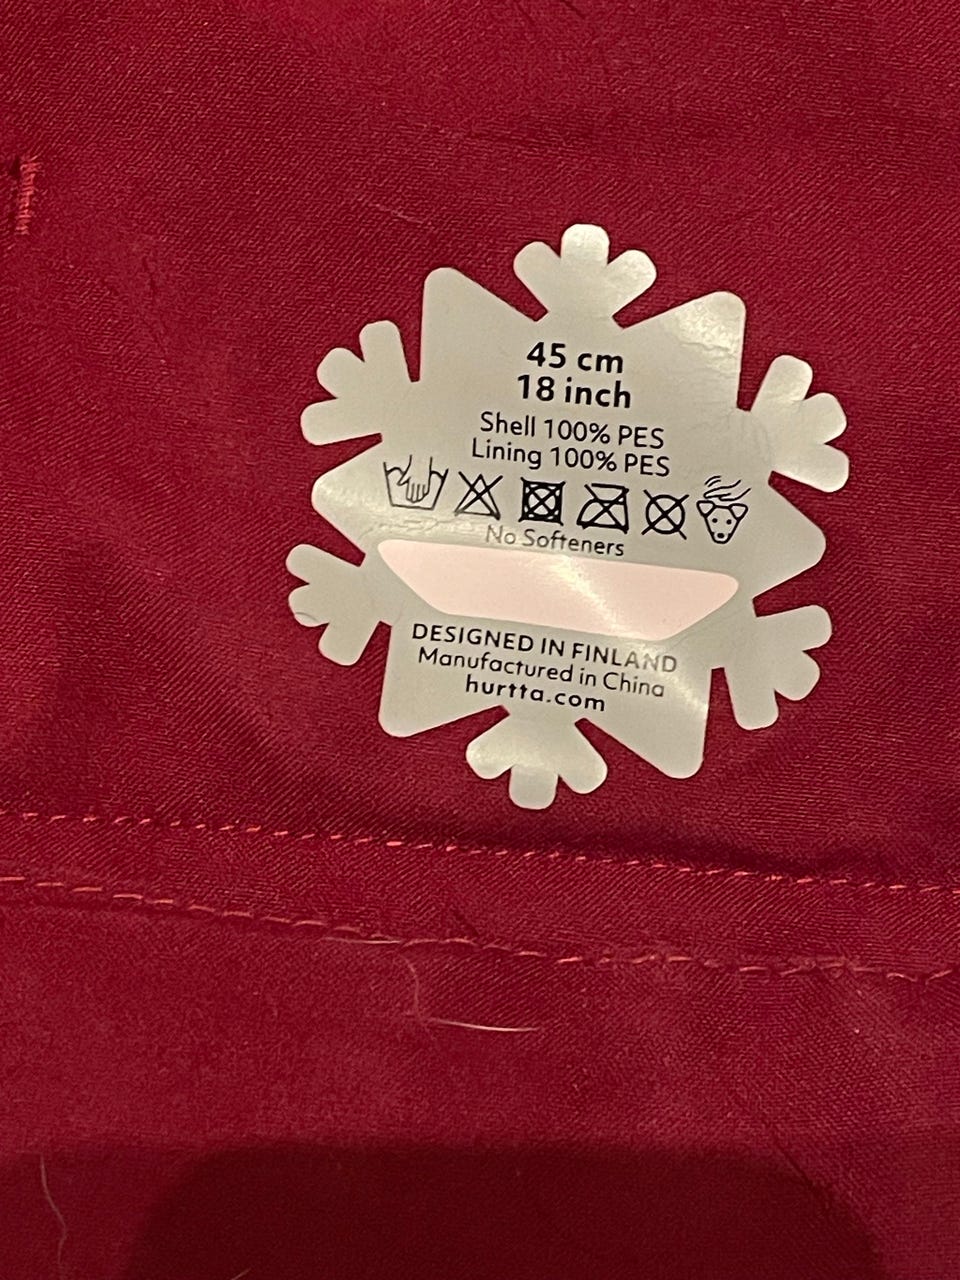 45 cm
18 inch
Shell 100% PES
Lining 100% PES
No Softeners
DESIGNED IN FINLAND
Manufactured in China
hurtta.com